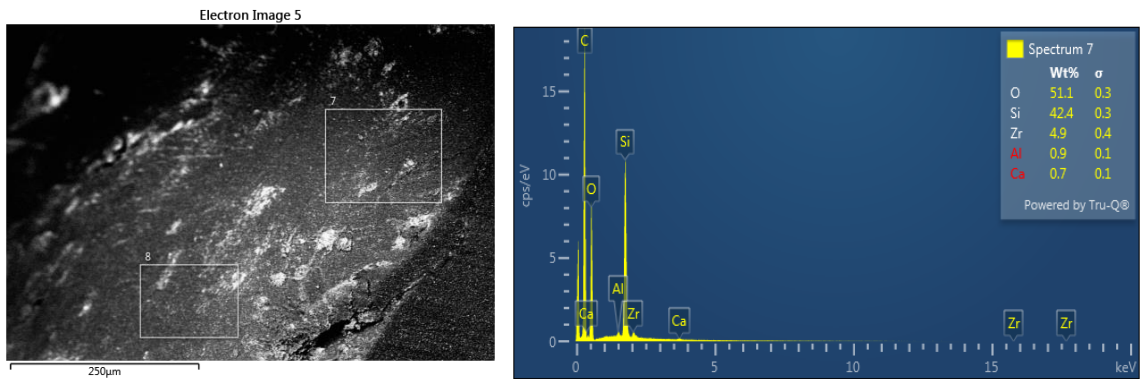 Electron Image 5
7
8
250µm
Spectrum 7
Wt% σ
O 51.1 0.3
Si 42.4 0.3
Zr 4.9 0.4
Al 0.9 0.1
Ca 0.7 0.1
Powered by Tru-Q®
cps/eV
15
10
5
0
C
O
Si
Ca
Al
Zr
Ca
Zr
Zr
0
5
10
15
keV